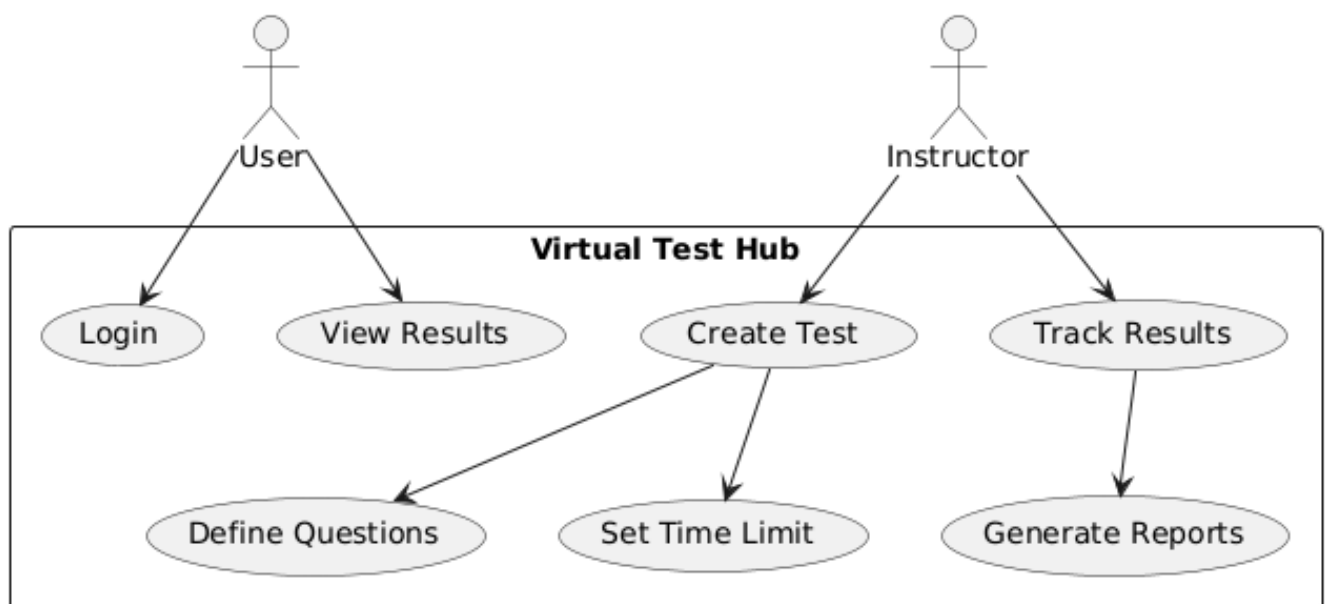 User
Instructor
Virtual Test Hub
Login
View Results
Create Test
Track Results
Define Questions
Set Time Limit
Generate Reports